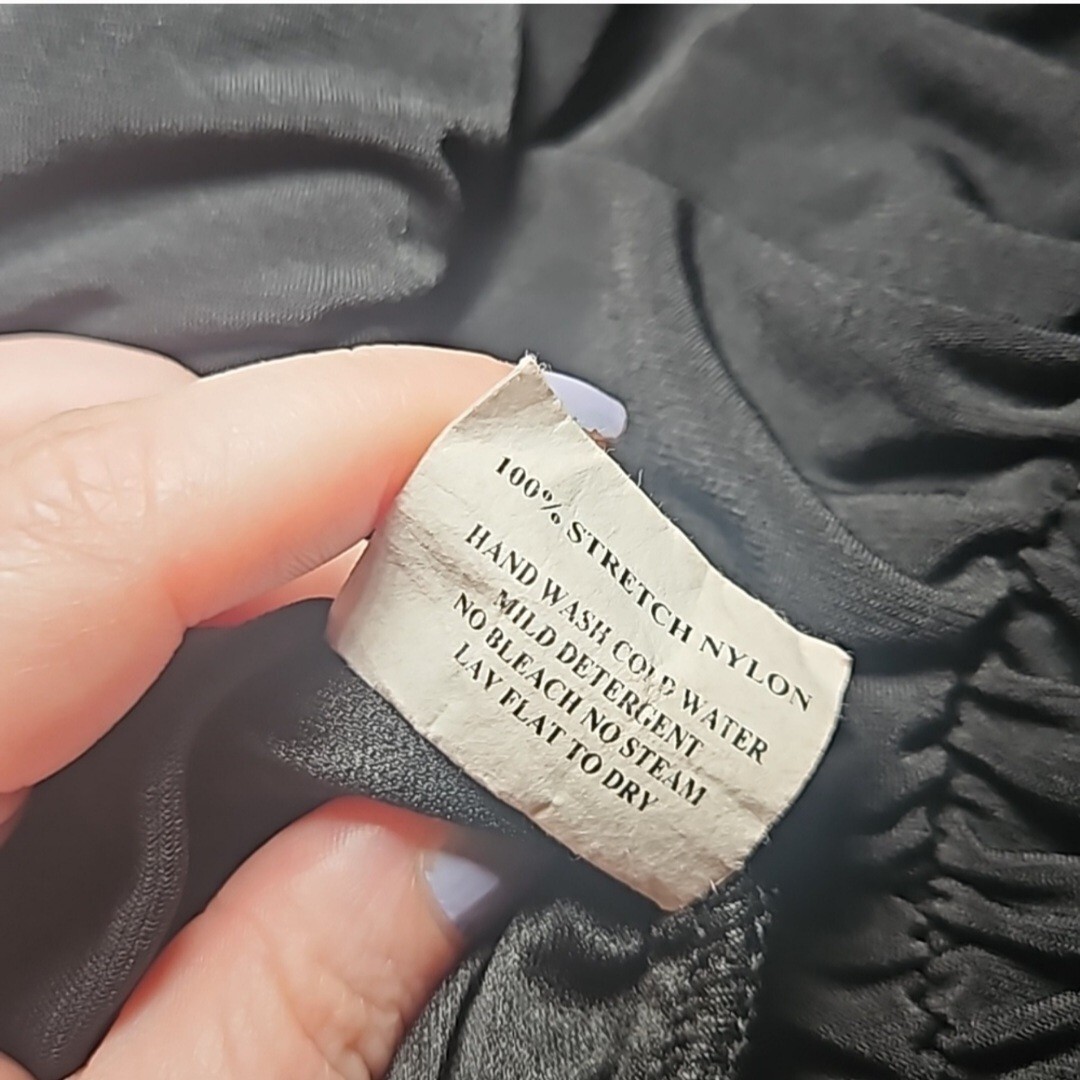 100% STRETCH NYLON
HAND WASH COLD WATER
MILD DETERGENT
NO BLEACH NO STEAM
LAY FLAT TO DRY